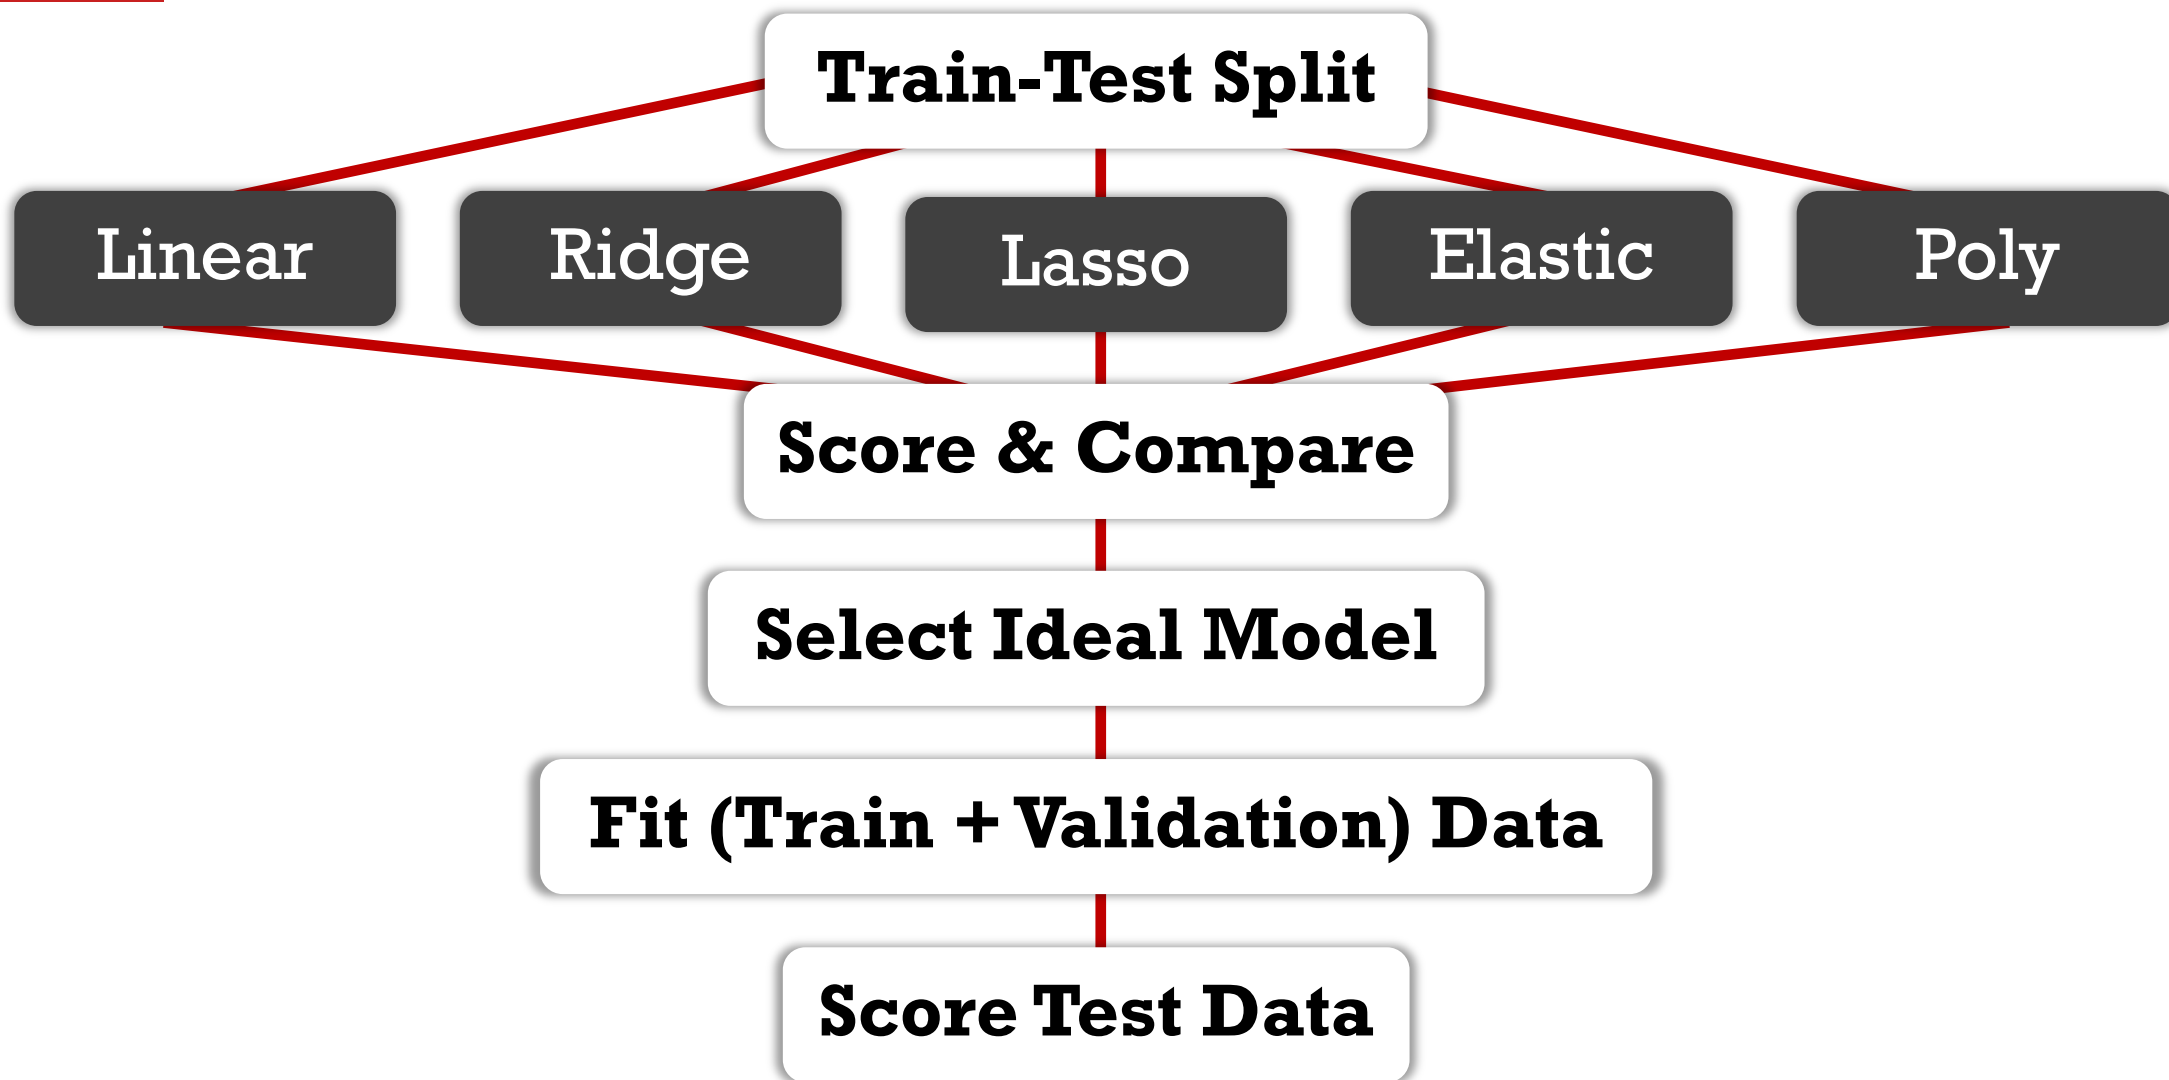 Train-Test Split
Linear
Ridge
Lasso
Elastic
Poly
Score & Compare
Select Ideal Model
Fit (Train + Validation) Data
Score Test Data